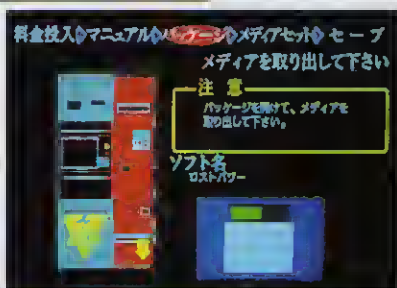 料金投入▷マニュアル▷パッケージ▷メディアセット▷セーブ
メディアを取り出して下さい
注 意
パッケージを開けて、メディアを
取り出して下さい。
ソフト名
ロストパワー